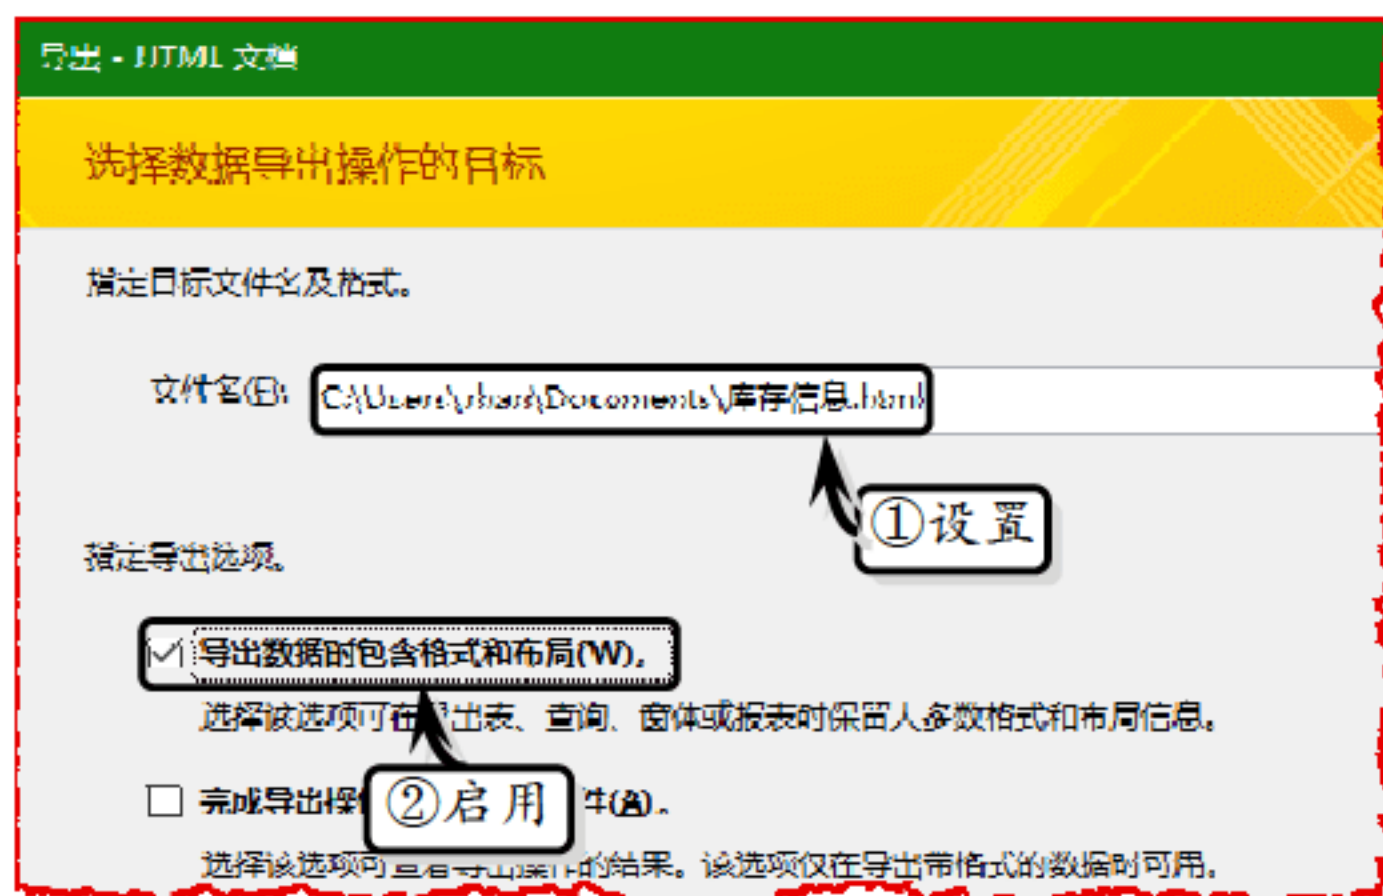 导出 - HTML 文档
选择数据导出操作的目标
指定目标文件名及格式。
文件名(F):
C:\Users\\Documents\库存信息.html
①设置
指定导出选项。
导出数据时包含格式和布局(W)。
选择该选项可在导出表、查询、窗体或报表时保留大多数格式和布局信息。
②启用
完成导出操 件(A)。
选择该选项可查看导出操作的结果。该选项仅在导出带格式的数据时可用。